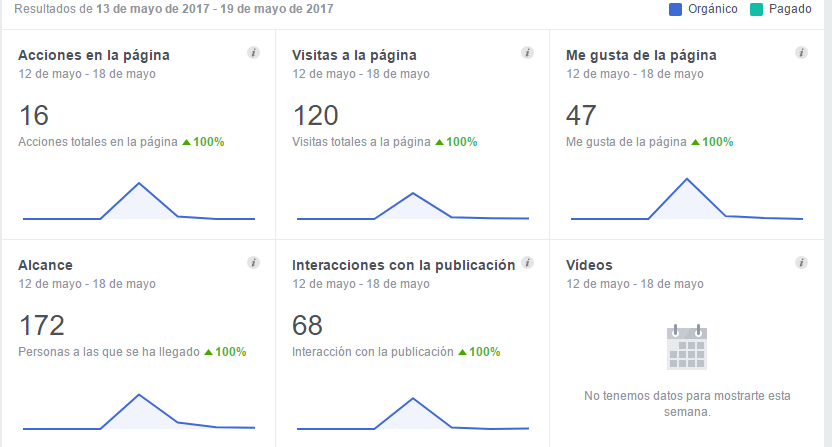 Resultados de 13 de mayo de 2017 - 19 de mayo de 2017
Orgánico
Pagado
Acciones en la página
12 de mayo - 18 de mayo
16
Acciones totales en la página 100%
Visitas a la página
12 de mayo - 18 de mayo
120
Visitas totales a la página 100%
Me gusta de la página
12 de mayo - 18 de mayo
47
Me gusta de la página 100%
Alcance
12 de mayo - 18 de mayo
172
Personas a las que se ha llegado 100%
Interacciones con la publicación
12 de mayo - 18 de mayo
68
Interacción con la publicación 100%
Vídeos
12 de mayo - 18 de mayo
No tenemos datos para mostrarte esta
semana.